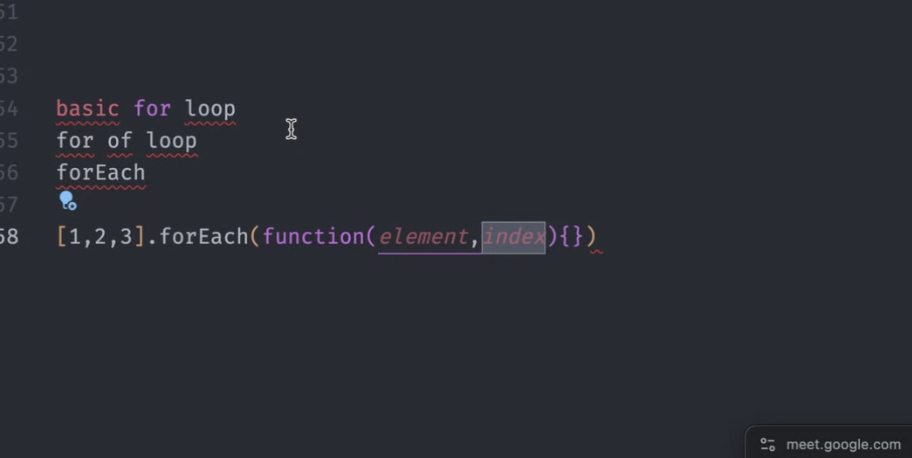 51
52
53
54 basic for loop
55 for of loop
56 forEach
57
58 [1,2,3].forEach(function(element,index){})
meet.google.com